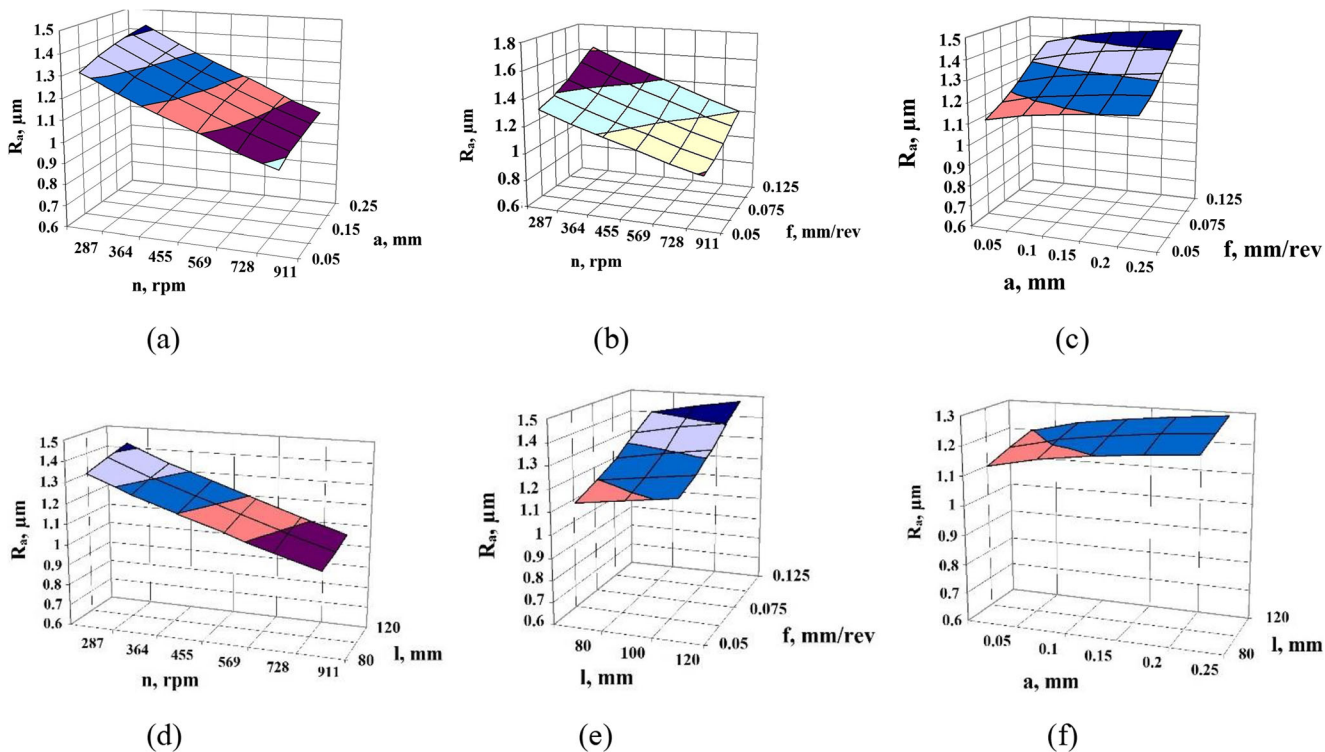 1.5
1.4
1.3
1.2
1.1
1
0.9
0.8
0.7
0.6
Rₐ, µm
287 364 455 569 728 911
n, rpm
0.25
0.15
0.05
a, mm
(a)
1.8
1.6
1.4
1.2
1
0.8
0.6
Rₐ, µm
287 364 455 569 728 911
n, rpm
0.125
0.075
0.05
f, mm/rev
(b)
1.5
1.4
1.3
1.2
1.1
1
0.9
0.8
0.7
0.6
Rₐ, µm
0.05 0.1 0.15 0.2 0.25
a, mm
0.125
0.075
0.05
f, mm/rev
(c)
1.5
1.4
1.3
1.2
1.1
1
0.9
0.8
0.7
0.6
Rₐ, µm
287 364 455 569 728 911
n, rpm
120
80
l, mm
(d)
1.5
1.4
1.3
1.2
1.1
1
0.9
0.8
0.7
0.6
Rₐ, µm
80 100 120
l, mm
0.125
0.075
0.05
f, mm/rev
(e)
1.3
1.2
1.1
1
0.9
0.8
0.7
0.6
Rₐ, µm
0.05 0.1 0.15 0.2 0.25
a, mm
120
80
l, mm
(f)